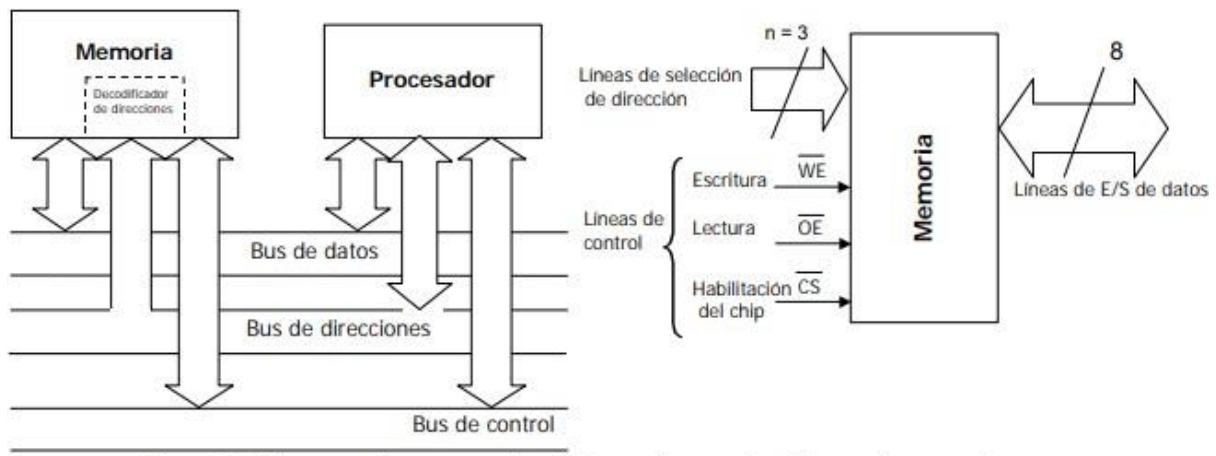 Memoria
Decodificador
de direcciones
Procesador
Bus de datos
Bus de direcciones
Bus de control
n = 3
Líneas de selección
de dirección
Líneas de
control
Escritura
WE
Lectura
OE
Habilitación
del chip
CS
Memoria
8
Líneas de E/S de datos